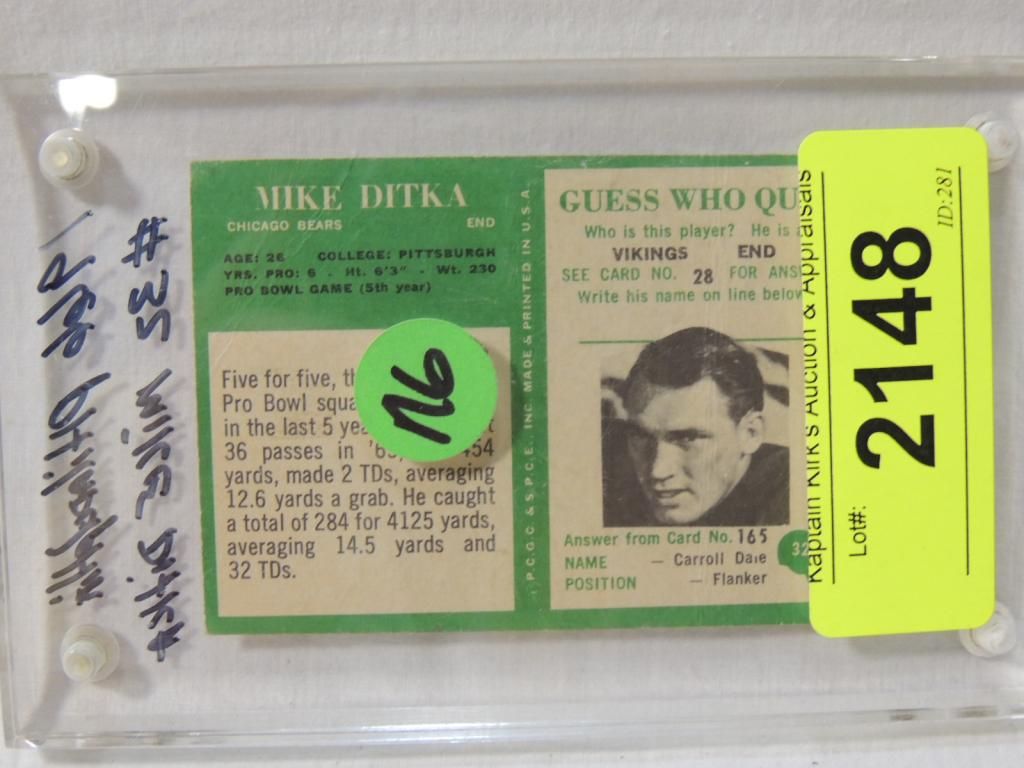 MIKE DITKA
CHICAGO BEARS END
AGE: 26 COLLEGE: PITTSBURGH
YRS. PRO: 6 - Ht. 6'3" - Wt. 230
PRO BOWL GAME (5th year)
Five for five, th
Pro Bowl squa
in the last 5 yea
36 passes in '6 454
yards, made 2 TDs, averaging
12.6 yards a grab. He caught
a total of 284 for 4125 yards,
averaging 14.5 yards and
32 TDs.
P.C.G.C. & S.P.C.E., INC. MADE & PRINTED IN U.S.A.
GUESS WHO QU
Who is this player? He is a
VIKINGS END
SEE CARD NO. 28 FOR ANS
Write his name on line below
Answer from Card No. 165
NAME — Carroll Dale
POSITION — Flanker
32
Kaptain Kirk's Auction & Appraisals
Lot#: 2148
ID:281
#35 MIKE DITKA
Philadelphia